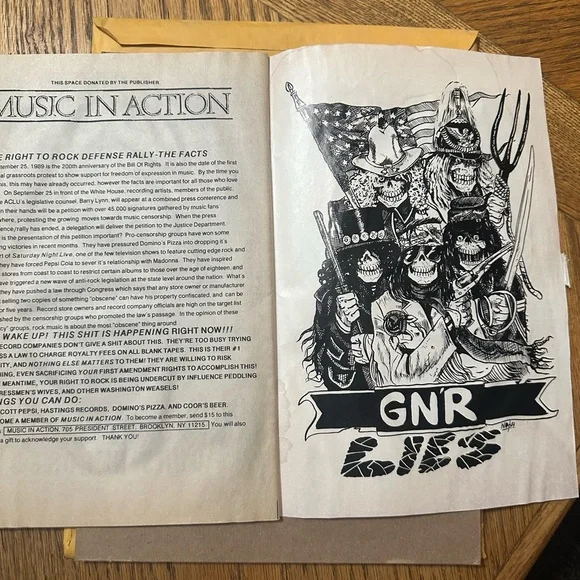 THIS SPACE DONATED BY THE PUBLISHER
MUSIC IN ACTION
E RIGHT TO ROCK DEFENSE RALLY-THE FACTS
tember 25, 1989 is the 200th anniversary of the Bill Of Rights. It is also the date of the first
al grassroots protest to show support for freedom of expression in music. By the time you
his, this may have already occurred, however the facts are important for all those who love
On September 25 in front of the White House, recording artists, members of the public,
e ACLU's legislative counsel, Barry Lynn, will appear at a combined press conference and
n their hands will be a petition with over 45,000 signatures gathered by music fans
where, protesting the growing moves towards music censorship. When the press
rence/rally has ended, a delegation will deliver the petition to the Justice Department.
is the presentation of this petition important? Pro-censorship groups have won some
ng victories in recent months. They have pressured Domino's Pizza into dropping it's
rt of Saturday Night Live, one of the few television shows to feature cutting edge rock and
they have forced Pepsi Cola to sever it's relationship with Madonna. They have inspired
stores from coast to coast to restrict certain albums to those over the age of eighteen, and
ave triggered a new wave of anti-rock legislation at the state level around the nation. What's
they have pushed a law through Congress which says that any store owner or manufacturer
t selling two copies of something "obscene" can have his property confiscated, and can be
or five years. Record store owners and record company officials are high on the target list
shed by the censorship groups who promoted the law's passage. In the opinion of these
ncy" groups, rock music is about the most "obscene" thing around.
WAKE UP! THIS SHIT IS HAPPENING RIGHT NOW!!!
RECORD COMPANIES DON'T GIVE A SHIT ABOUT THIS. THEY'RE TOO BUSY TRYING
SS A LAW TO CHARGE ROYALTY FEES ON ALL BLANK TAPES. THIS IS THEIR #1
ITY, AND NOTHING ELSE MATTERS TO THEM! THEY ARE WILLING TO RISK
HING, EVEN SACRIFICING YOUR FIRST AMENDMENT RIGHTS TO ACCOMPLISH THIS!
E MEANTIME, YOUR RIGHT TO ROCK IS BEING UNDERCUT BY INFLUENCE PEDDLING
RESSMEN'S WIVES, AND OTHER WASHINGTON WEASELS!
NGS YOU CAN DO:
COTT PEPSI, HASTINGS RECORDS, DOMINO'S PIZZA, AND COOR'S BEER.
OME A MEMBER OF MUSIC IN ACTION. To become a member, send $15 to this
MUSIC IN ACTION, 705 PRESIDENT STREET, BROOKLYN, NY 11215 You will also
a gift to acknowledge your support. THANK YOU!
GN'R
LIES